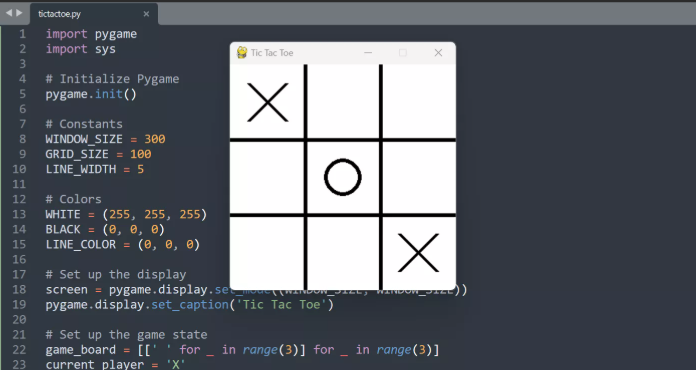 tictactoe.py
Tic Tac Toe
X
O
X
1 import pygame
2 import sys
3
4 # Initialize Pygame
5 pygame.init()
6
7 # Constants
8 WINDOW_SIZE = 300
9 GRID_SIZE = 100
10 LINE_WIDTH = 5
11
12 # Colors
13 WHITE = (255, 255, 255)
14 BLACK = (0, 0, 0)
15 LINE_COLOR = (0, 0, 0)
16
17 # Set up the display
18 screen = pygame.display.set_mode((WINDOW_SIZE, WINDOW_SIZE))
19 pygame.display.set_caption('Tic Tac Toe')
20
21 # Set up the game state
22 game_board = [[' ' for _ in range(3)] for _ in range(3)]
23 current_player = 'X'